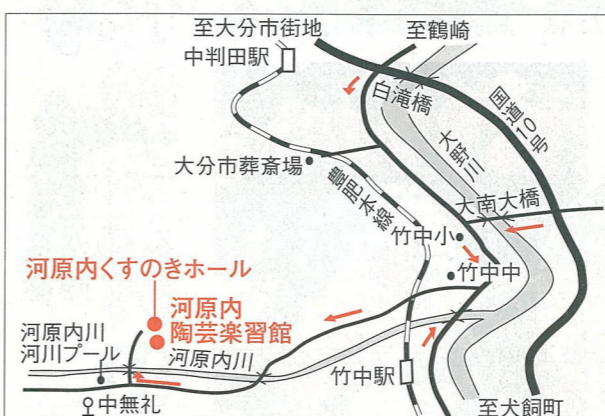 至大分市街地
至鶴崎
中判田駅
白滝橋
国道10号
大野川
大分市葬斎場
豊肥本線
大南大橋
竹中小
竹中中
河原内くすのきホール
河原内
陶芸楽習館
河原内川
河川プール
河原内川
竹中駅
中無礼
至犬飼町